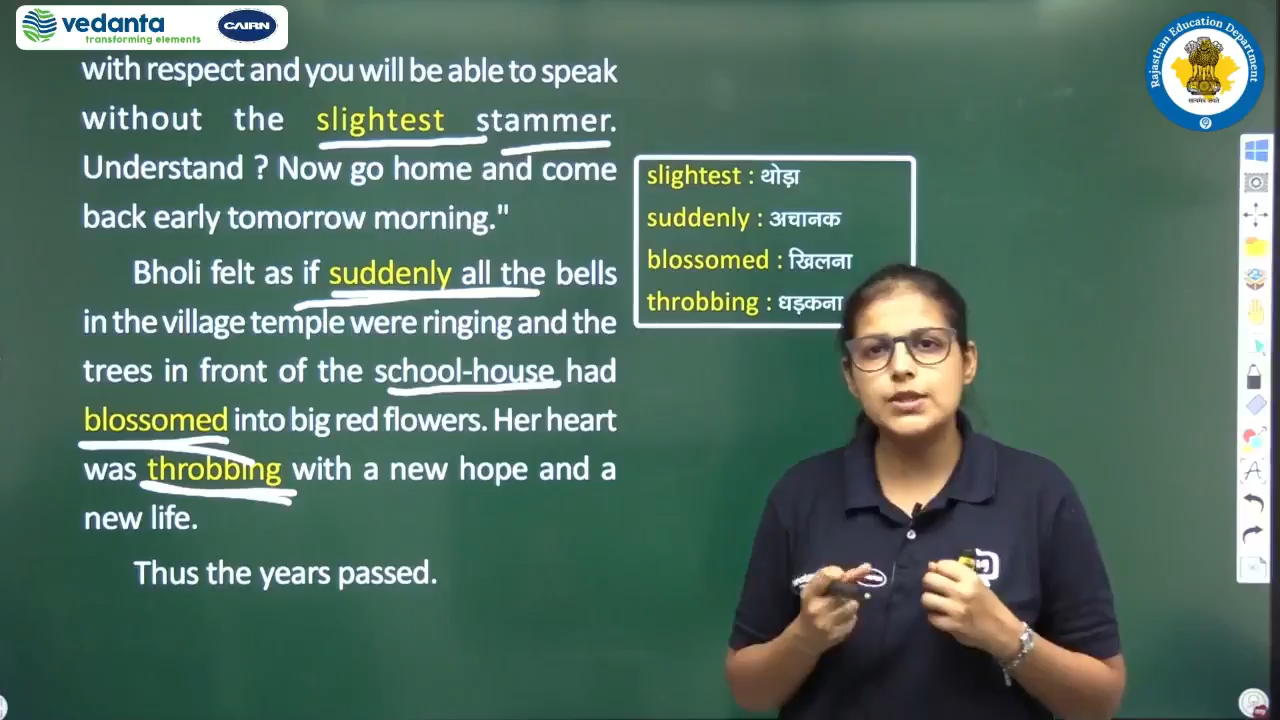 vedanta
transforming elements
CAIRN
Rajasthan Education Department
सत्यमेव जयते
with respect and you will be able to speak
without the slightest stammer.
Understand ? Now go home and come
back early tomorrow morning."
Bholi felt as if suddenly all the bells
in the village temple were ringing and the
trees in front of the school-house had
blossomed into big red flowers. Her heart
was throbbing with a new hope and a
new life.
Thus the years passed.
slightest : थोड़ा
suddenly : अचानक
blossomed : खिलना
throbbing : धड़कना